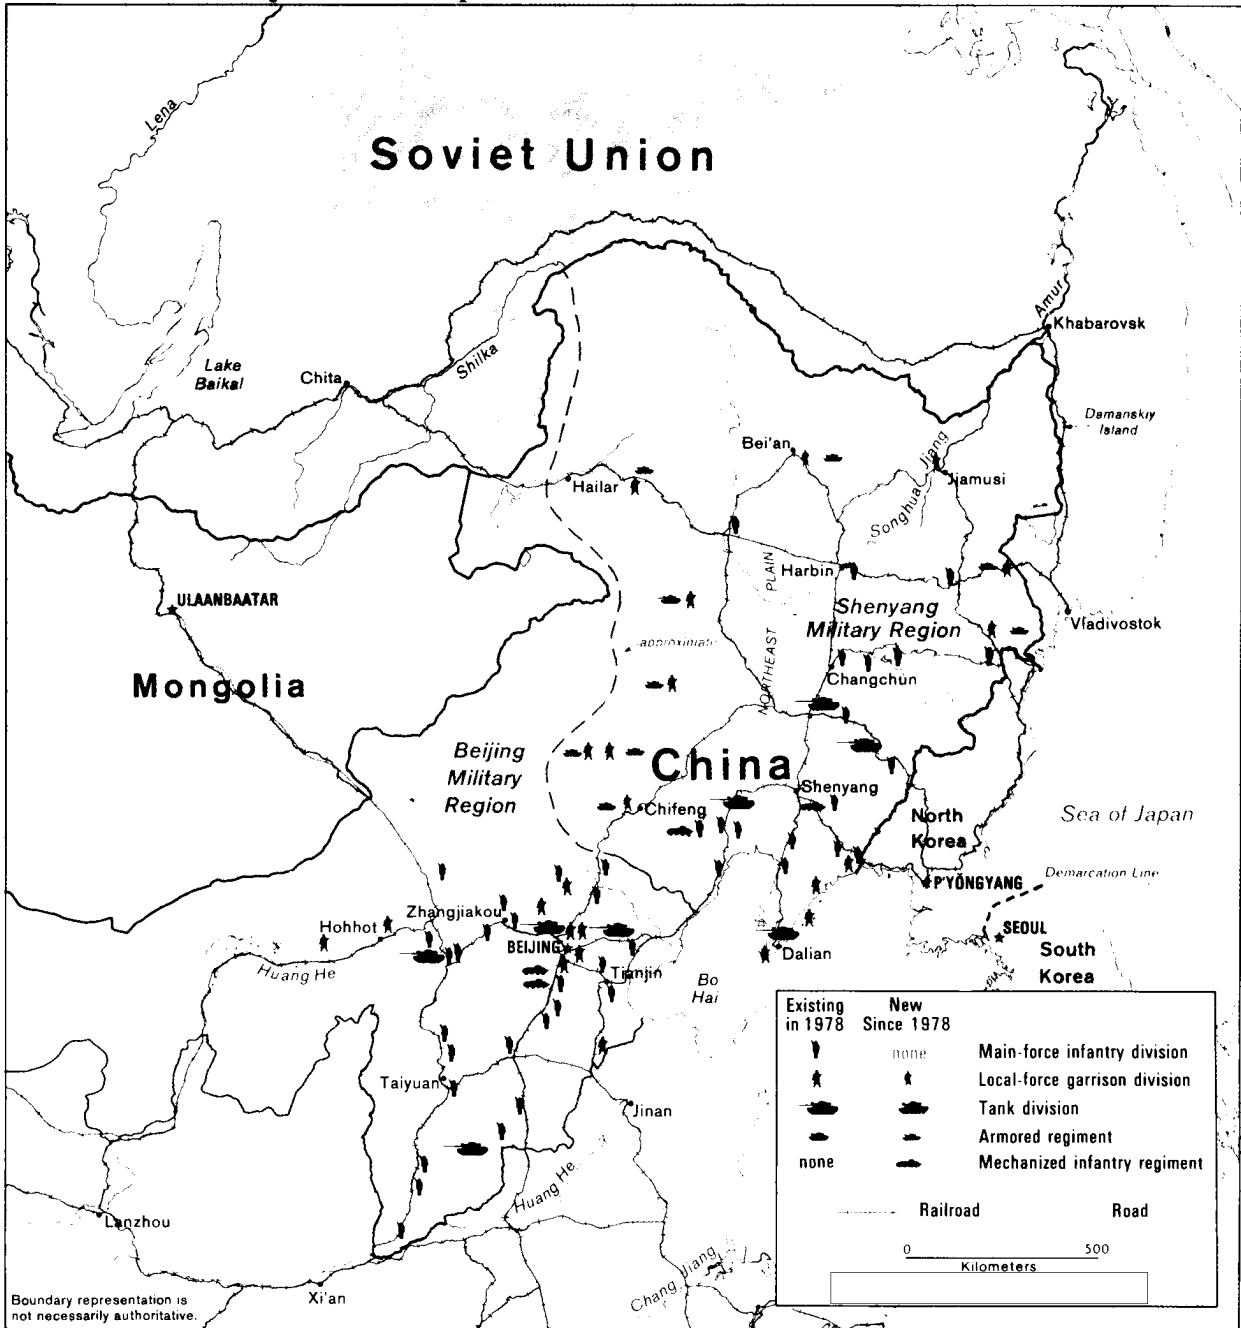 Soviet Union
Lena
Lake
Baikal
Chita
Shilka
Amur
Khabarovsk
Damanskiy
Island
Bei'an
Songhua Jiang
Jiamusi
Hailar
Harbin
NORTHEAST PLAIN
Shenyang
Military Region
Vladivostok
ULAANBAATAR
approximate
Mongolia
Changchun
Beijing
Military
Region
China
Shenyang
Chifeng
North
Korea
Sea of Japan
P'YŎNGYANG
Demarcation Line
Zhangjiakou
Hohhot
Huang He
BEIJING
Tianjin
Dalian
SEOUL
South
Korea
Bo
Hai
Taiyuan
Jinan
Huang He
Lanzhou
Xi'an
Chang Jiang
Existing
in 1978
New
Since 1978
none
Main-force infantry division
Local-force garrison division
Tank division
Armored regiment
none
Mechanized infantry regiment
Railroad
Road
0
500
Kilometers
Boundary representation is
not necessarily authoritative.